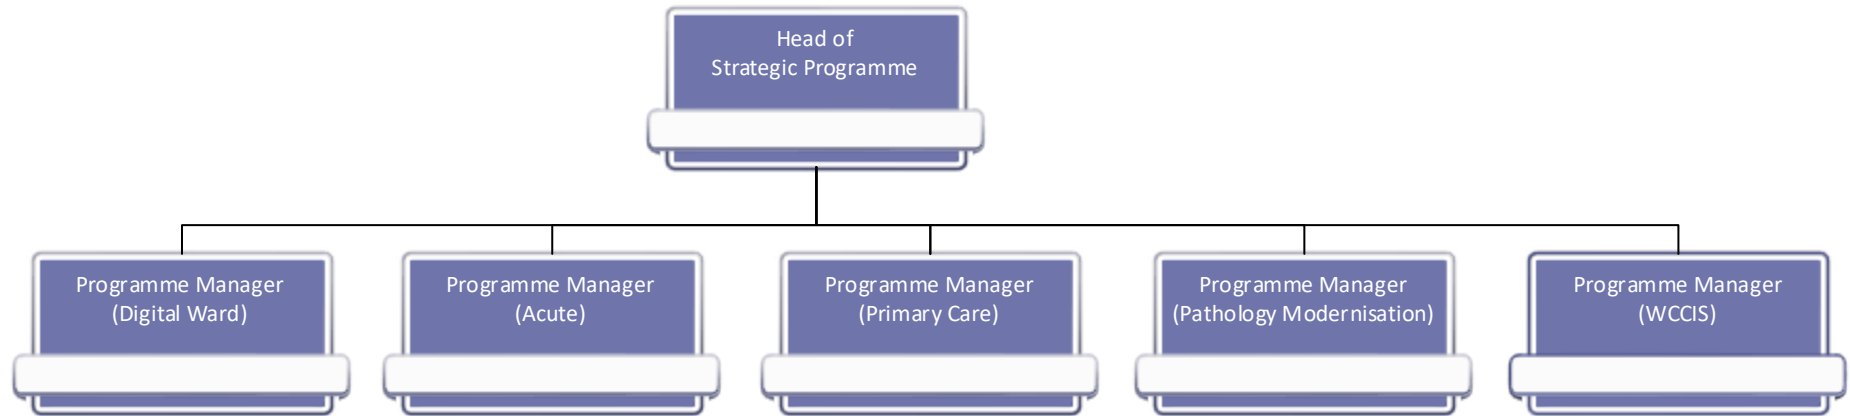 Head of
Strategic Programme
Programme Manager
(Digital Ward)
Programme Manager
(Acute)
Programme Manager
(Primary Care)
Programme Manager
(Pathology Modernisation)
Programme Manager
(WCCIS)